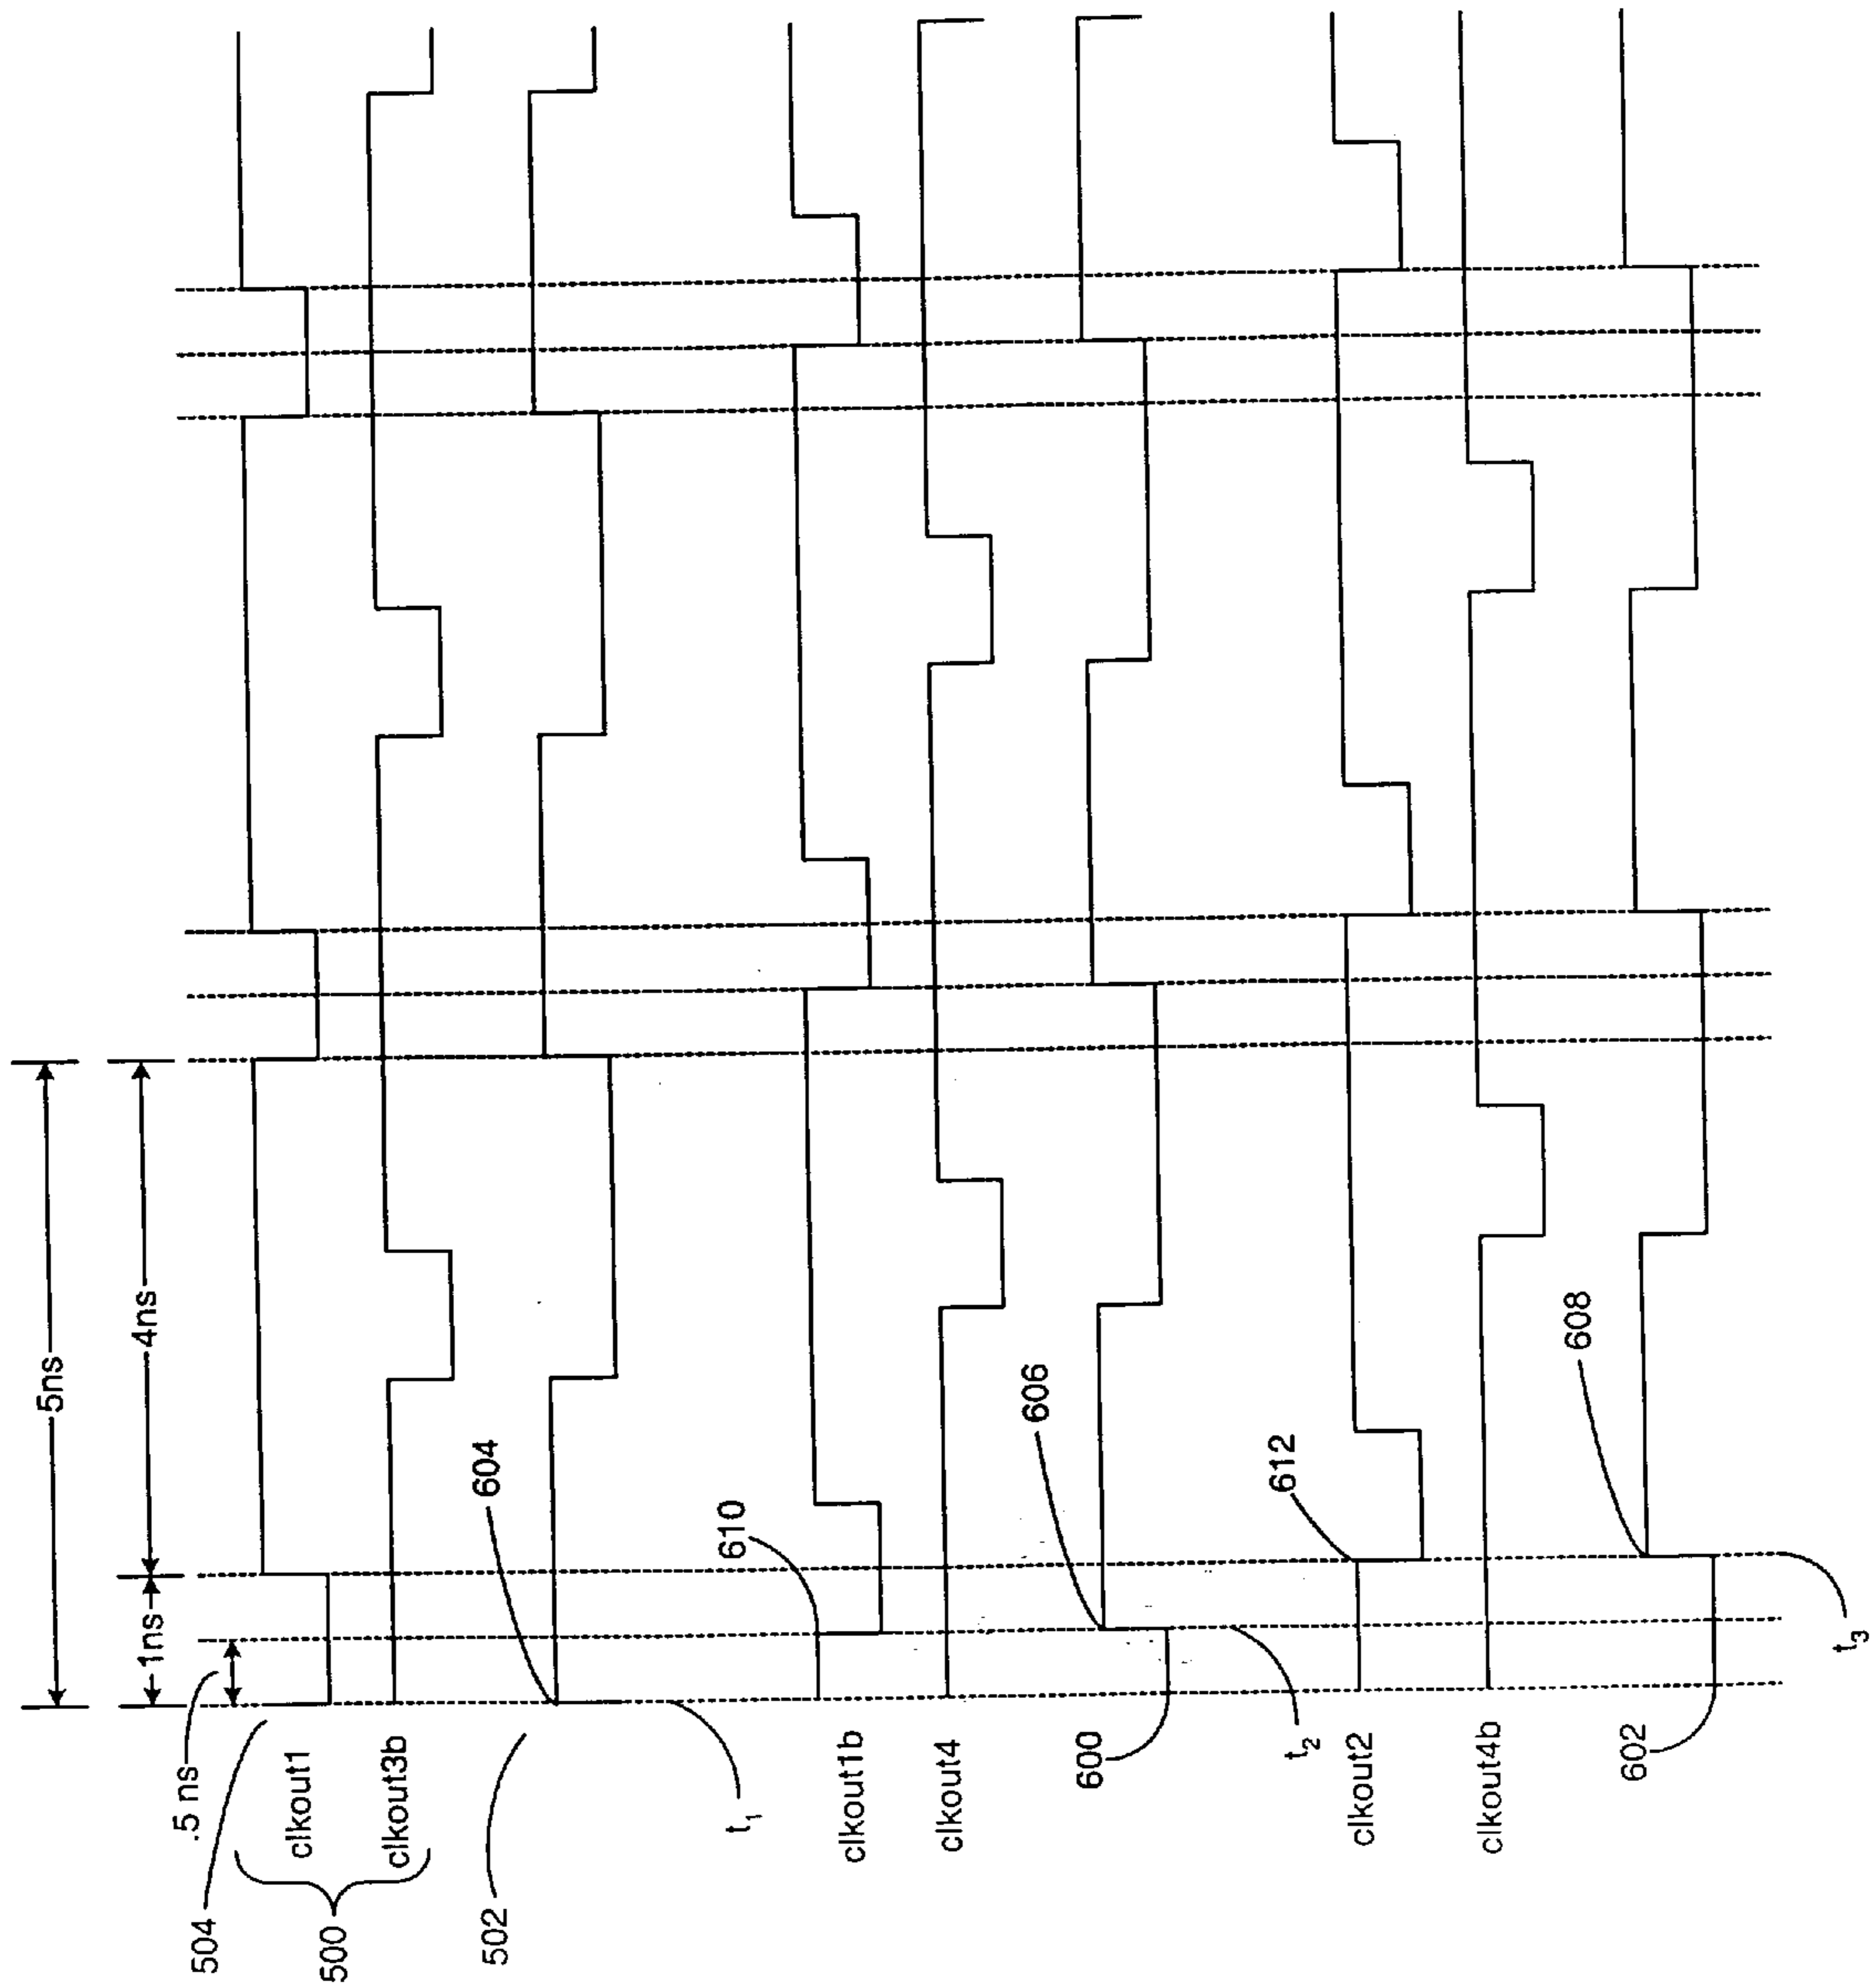 5ns
1ns
4ns
.5 ns
504
clkout1
500
clkout3b
604
502
t1
610
clkout1b
clkout4
606
600
t2
612
clkout2
clkout4b
608
602
t3